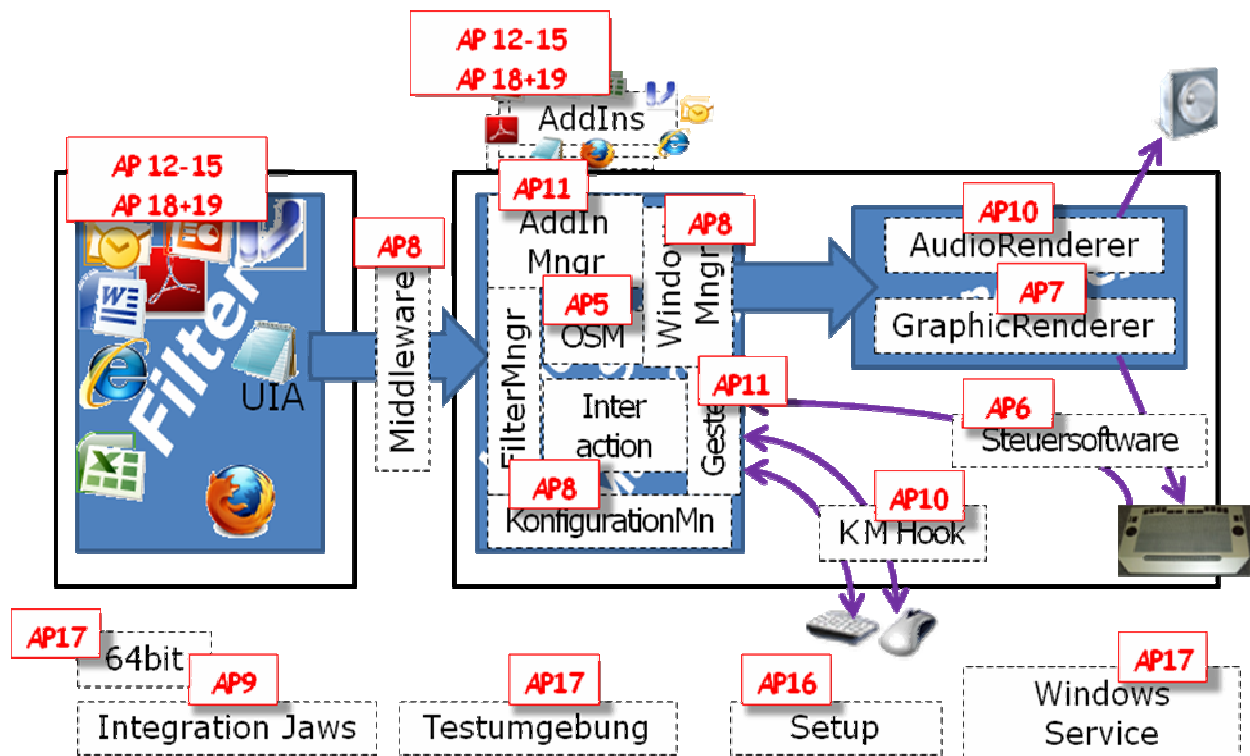 AP 12-15
AP 18+19
AddIns
AP 12-15
AP 18+19
Filter
UIA
AP8
Middleware
AP11
AddIn
Mngr
AP8
Mngr
AP5
OSM
FilterMngr
Inter
action
AP11
AP8
KonfigurationMn
AP10
AudioRenderer
AP7
GraphicRenderer
AP6
Steuersoftware
AP10
KM Hook
AP17
64bit
AP9
Integration Jaws
AP17
Testumgebung
AP16
Setup
AP17
Windows
Service